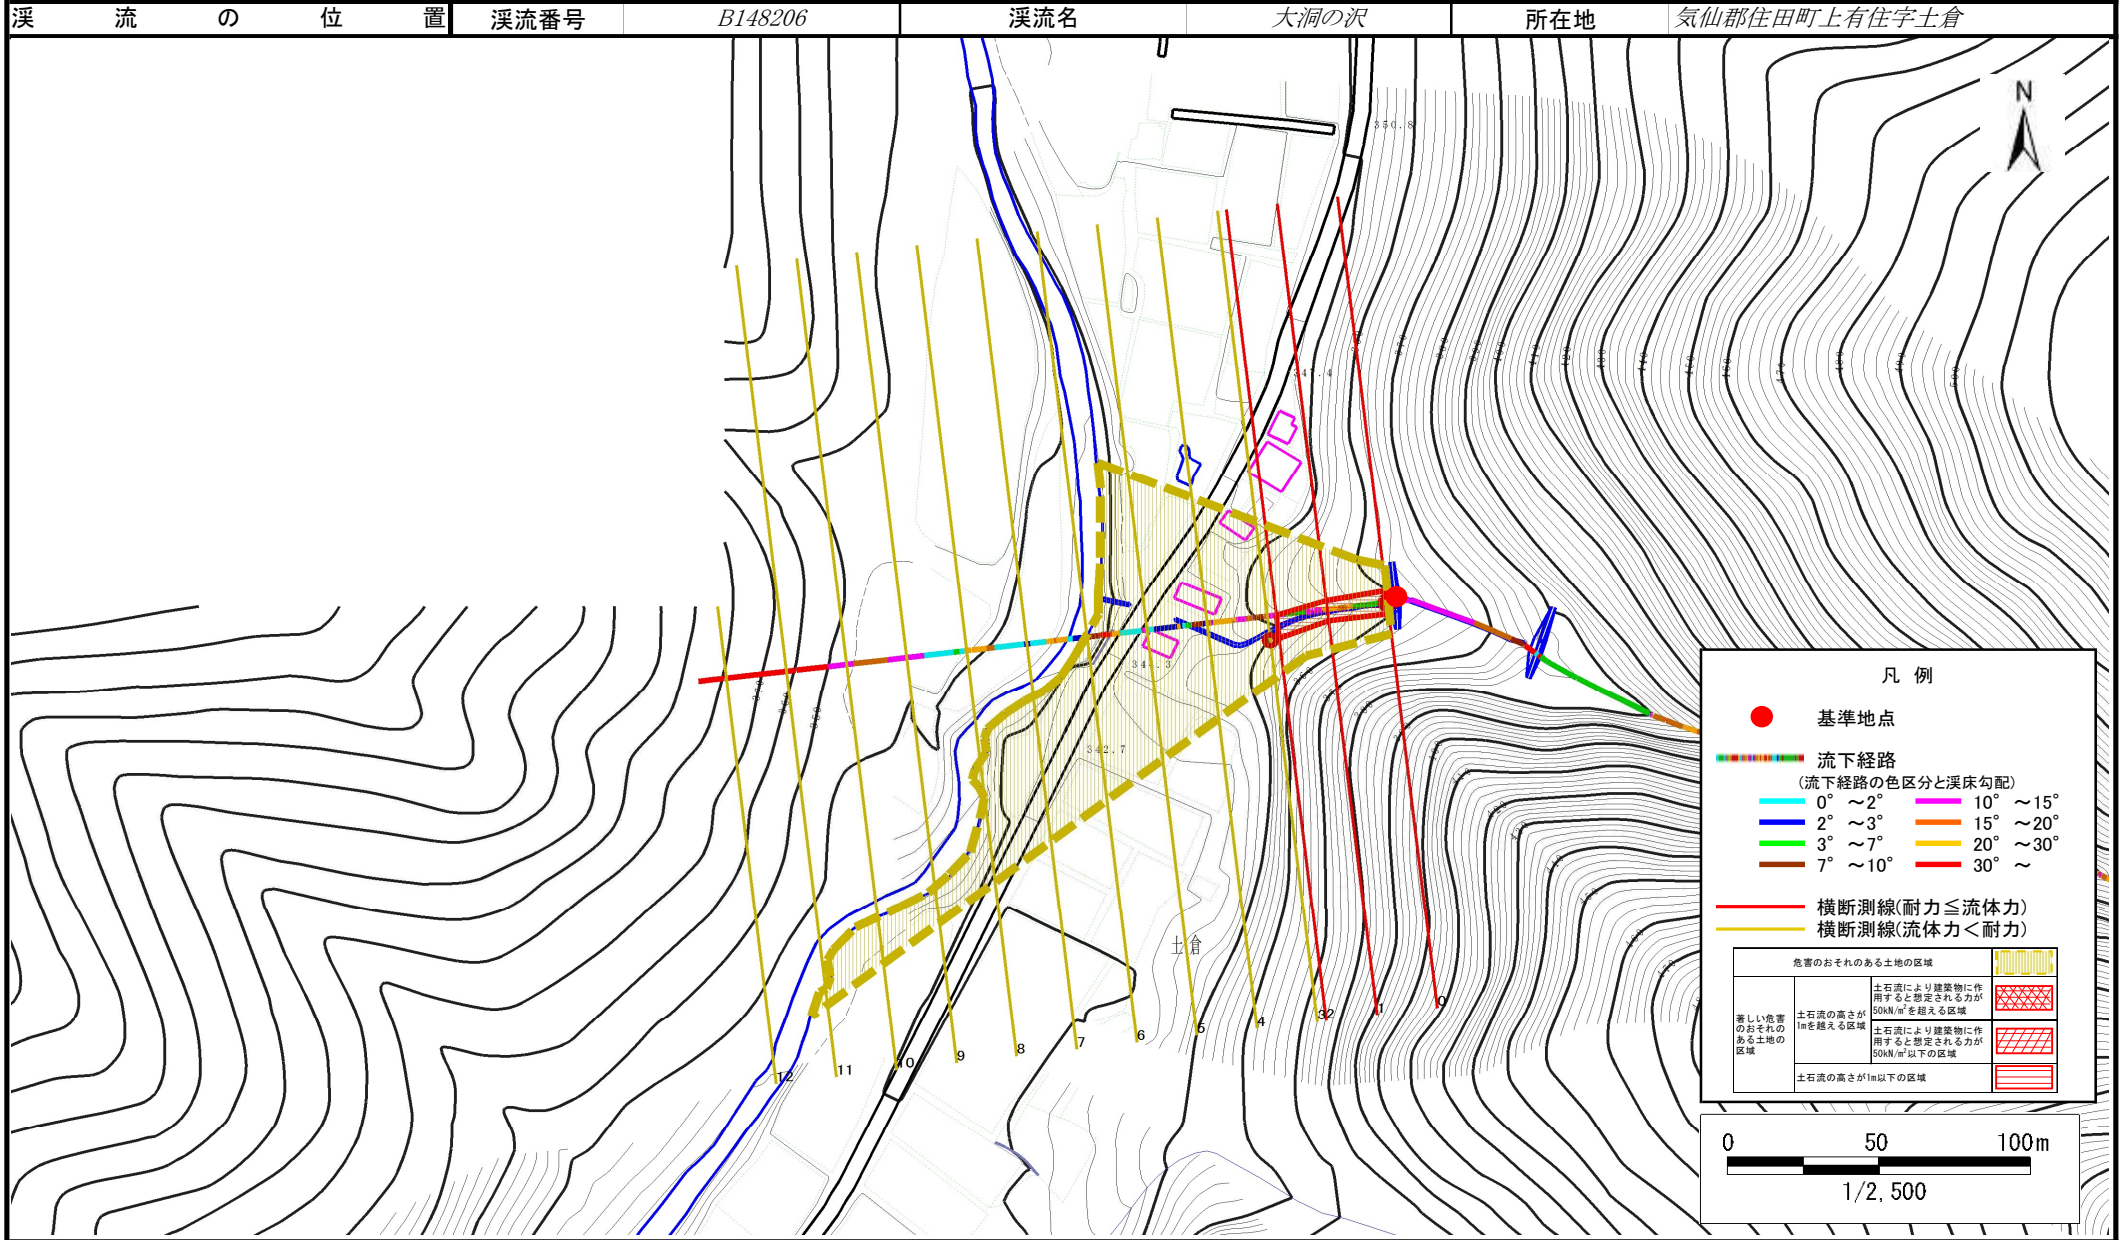 渓流の位置 渓流番号 B148206 渓流名 大洞の沢 所在地 気仙郡住田町上有住字土倉
N
350.8
347.4
344.3
342.7
土倉
12
11
10
9
8
7
6
5
4
32
1
0
凡 例
基準地点
流下経路
(流下経路の色区分と渓床勾配)
0° ～2° 10° ～15°
2° ～3° 15° ～20°
3° ～7° 20° ～30°
7° ～10° 30° ～
横断測線(耐力≦流体力)
横断測線(流体力<耐力)
危害のおそれのある土地の区域
著しい危害
のおそれの
ある土地の
区域
土石流の高さが
1mを越える区域
土石流により建築物に作
用すると想定される力が
50kN/㎡を超える区域
土石流により建築物に作
用すると想定される力が
50kN/㎡以下の区域
土石流の高さが1m以下の区域
0 50 100m
1/2,500